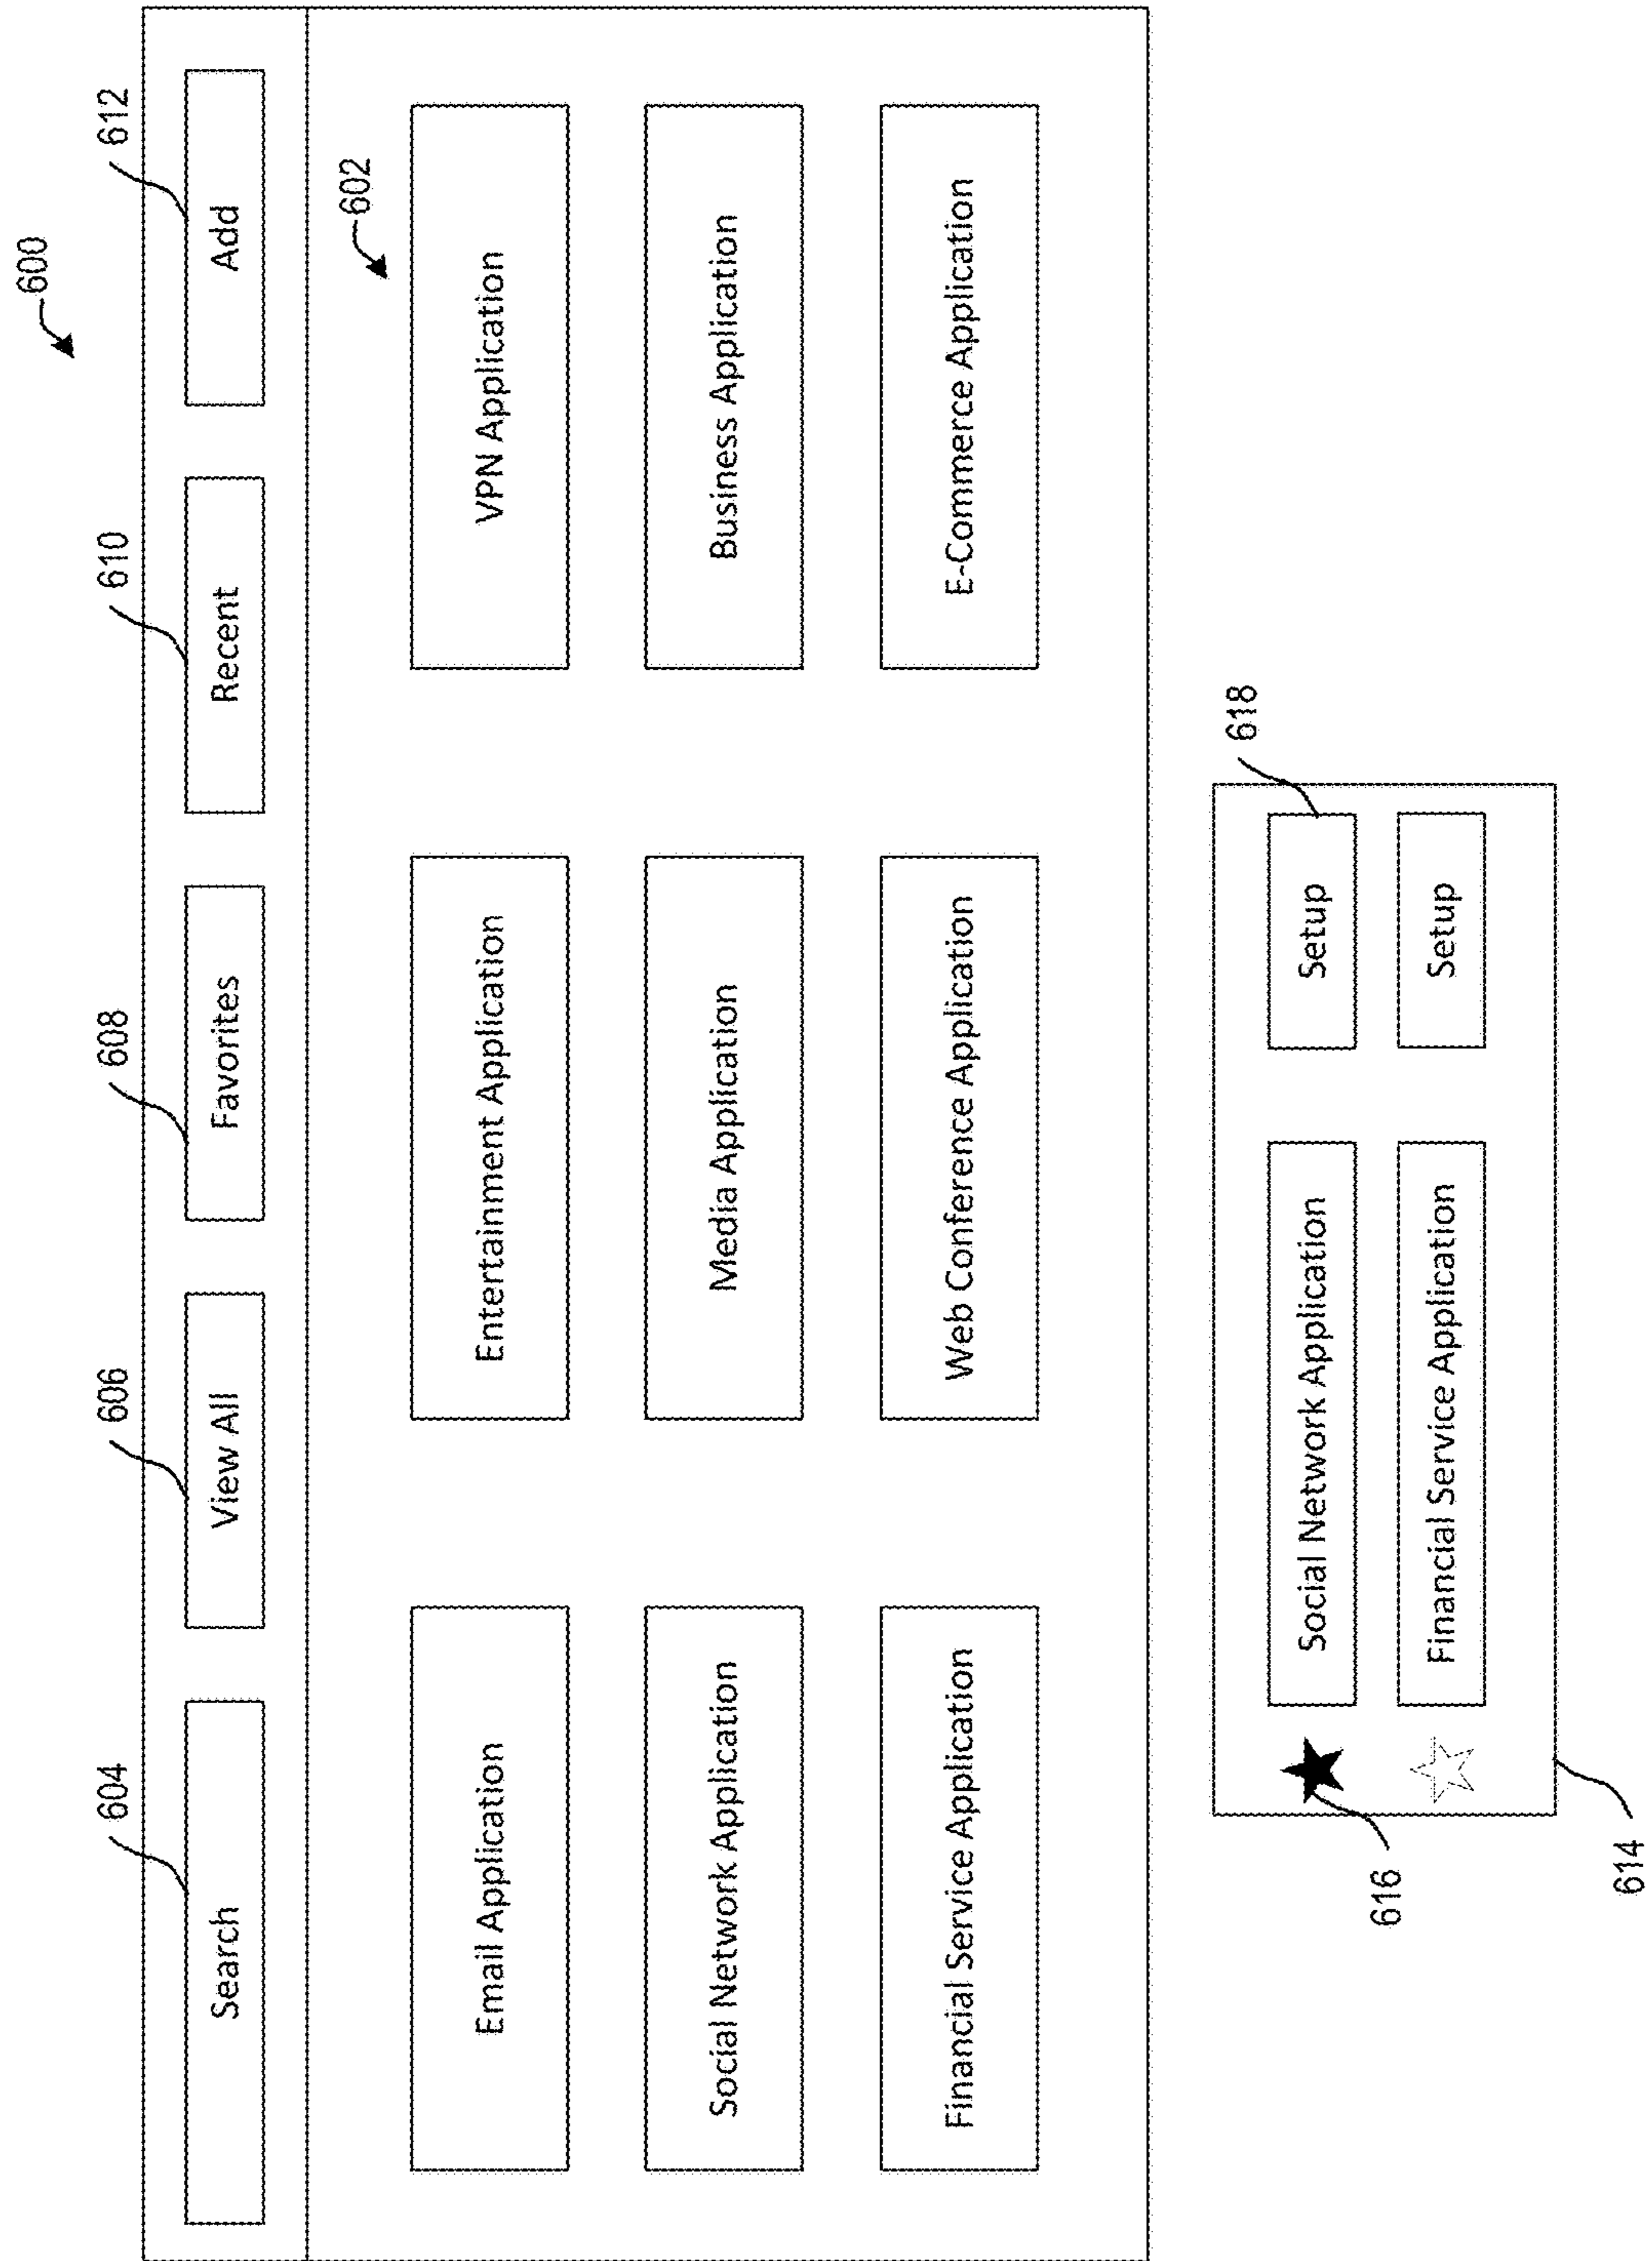 600
604
606
608
610
612
Search
View All
Favorites
Recent
Add
602
Email Application
Entertainment Application
VPN Application
Social Network Application
Media Application
Business Application
Financial Service Application
Web Conference Application
E-Commerce Application
618
Social Network Application
Setup
616
Financial Service Application
Setup
614